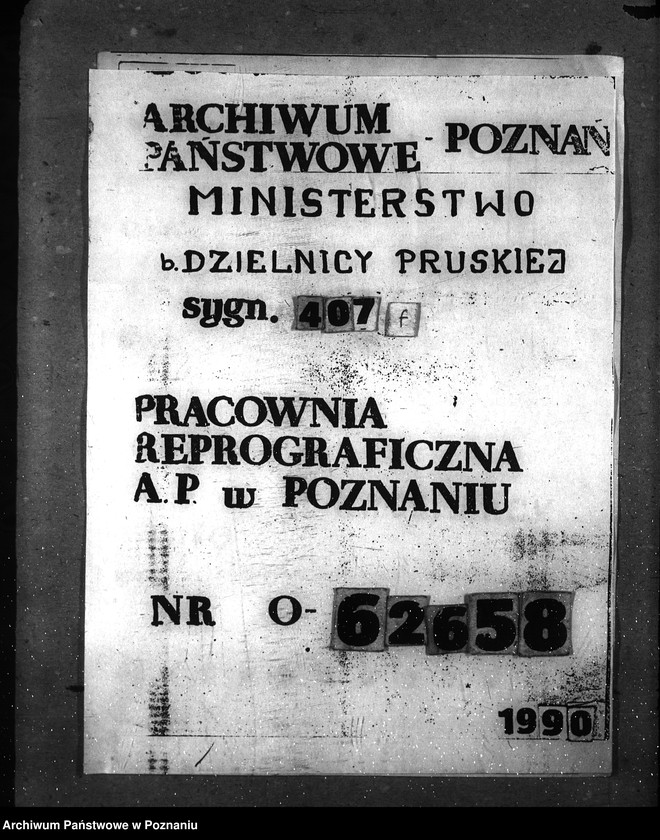 ARCHIWUM
PAŃSTWOWE - POZNAŃ
MINISTERSTWO
b. DZIELNICY PRUSKIEJ
sygn. 407 f
PRACOWNIA
REPROGRAFICZNA
A.P w POZNANIU
NR O-62658
1990
Archiwum Państwowe w Poznaniu